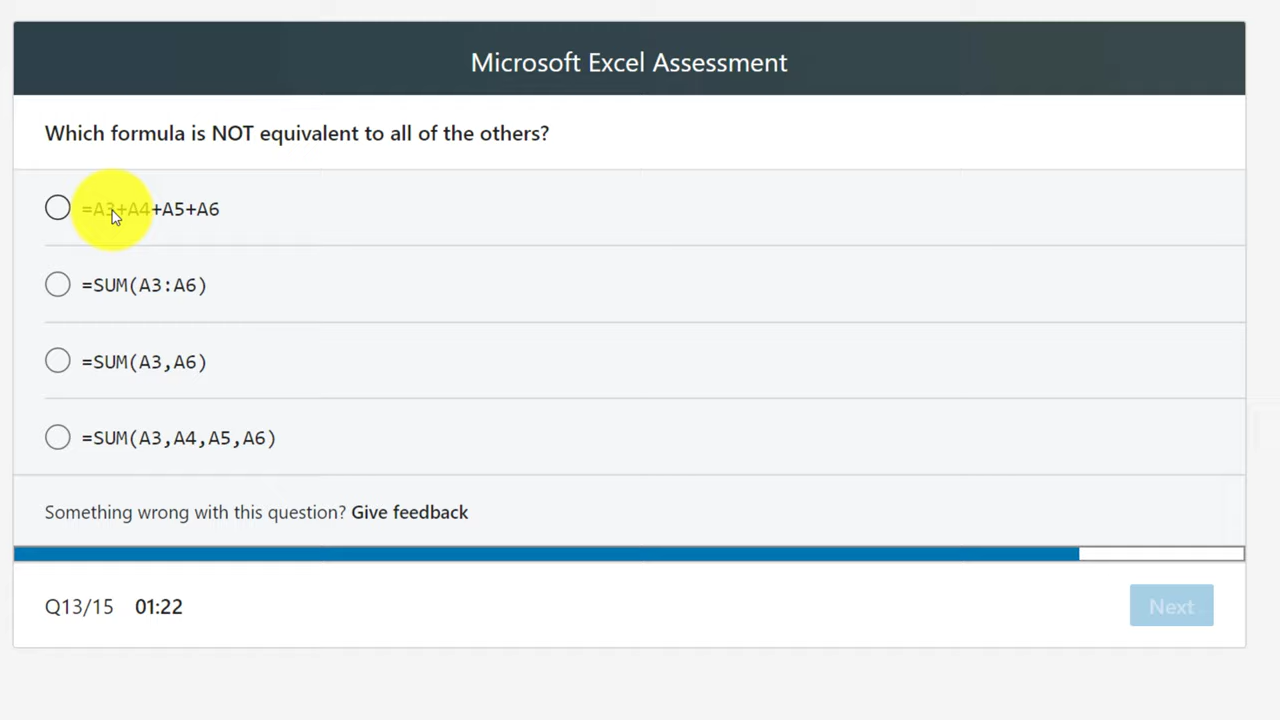 Microsoft Excel Assessment
Which formula is NOT equivalent to all of the others?
=A3+A4+A5+A6
=SUM(A3:A6)
=SUM(A3,A6)
=SUM(A3,A4,A5,A6)
Something wrong with this question? Give feedback
Q13/15 01:22
Next